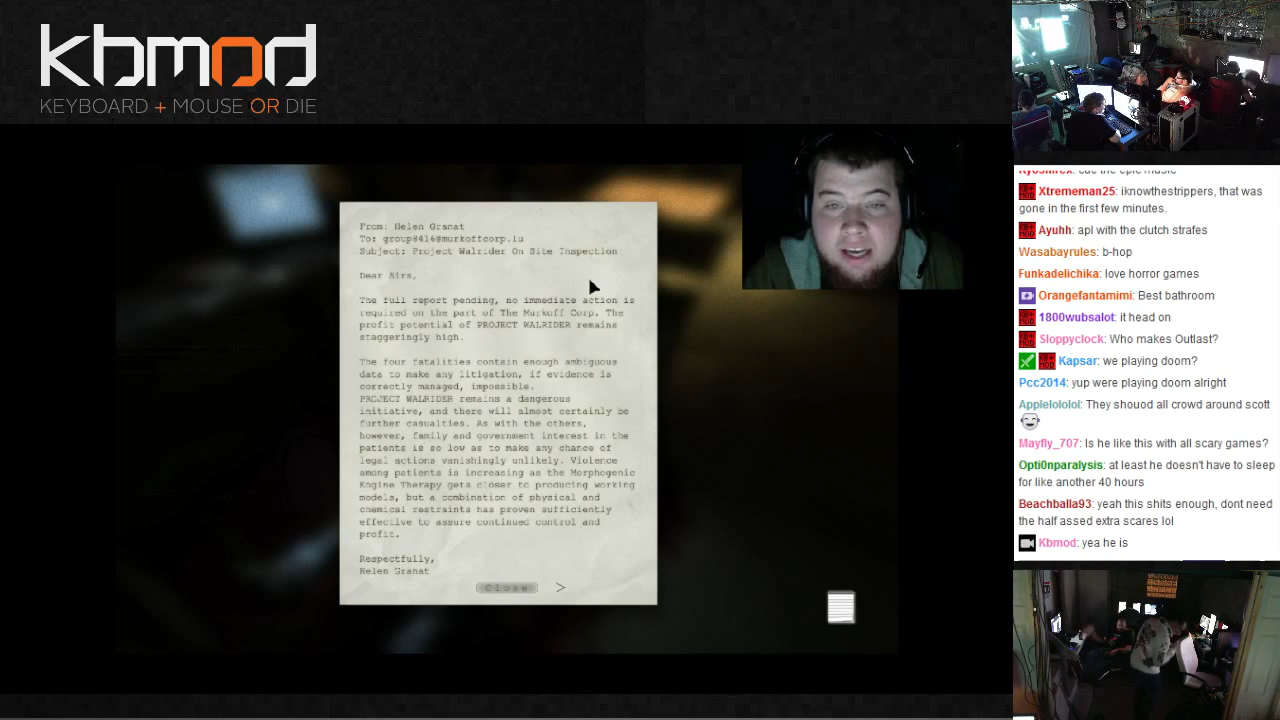 kbmod
KEYBOARD + MOUSE OR DIE
From: Helen Granat
To: group8416@murkoffcorp.lu
Subject: Project Walrider On Site Inspection
Dear Sirs,
The full report pending, no immediate action is
required on the part of The Murkoff Corp. The
profit potential of PROJECT WALRIDER remains
staggeringly high.
The four fatalities contain enough ambiguous
data to make any litigation, if evidence is
correctly managed, impossible.
PROJECT WALRIDER remains a dangerous
initiative, and there will almost certainly be
further casualties. As with the others,
however, family and government interest in the
patients is so low as to make any chance of
legal actions vanishingly unlikely. Violence
among patients is increasing as the Morphogenic
Engine Therapy gets closer to producing working
models, but a combination of physical and
chemical restraints has proven sufficiently
effective to assure continued control and
profit.
Respectfully,
Helen Granat
Close >
Xtrememan25: iknowthestrippers, that was
gone in the first few minutes.
Ayuhh: apl with the clutch strafes
Wasabayrules: b-hop
Funkadelichika: love horror games
Orangefantamimi: Best bathroom
1800wubsalot: it head on
Sloppyclock: Who makes Outlast?
Kapsar: we playing doom?
Pcc2014: yup were playing doom alright
Applelololol: They shouod all crowd around scott
Mayfly_707: Is he like this with all scary games?
Opti0nparalysis: at least he doesn't have to sleep
for like another 40 hours
Beachballa93: yeah this shits enough, dont need
the half assed extra scares lol
Kbmod: yea he is